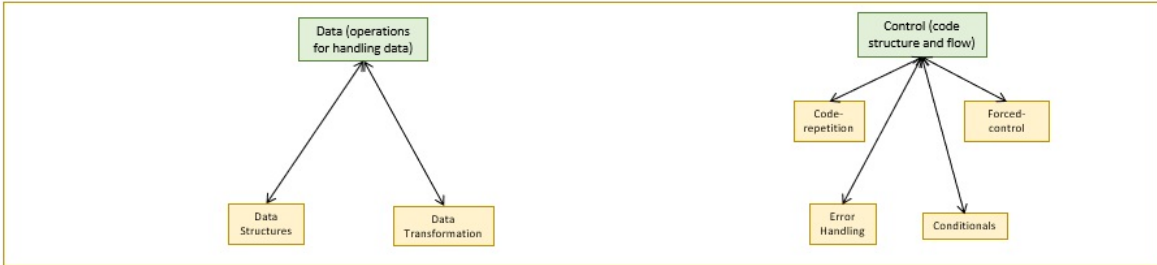 Data (operations
for handling data)
Control (code
structure and flow)
Code-
repetition
Forced-
control
Data
Structures
Data
Transformation
Error
Handling
Conditionals